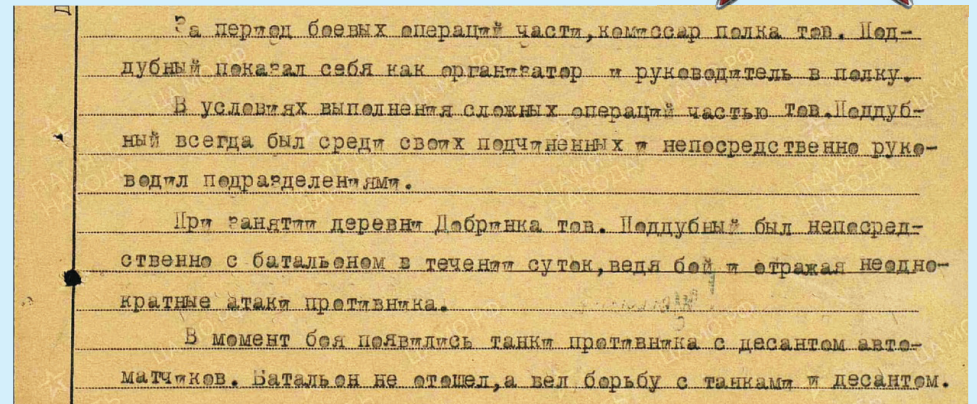 За период боевых операций части,комиссар полка тов. Под-
дубный показал себя как организатор и руководитель в полку.
В условиях выполнения сложных операций частью тов.Поддуб-
ный всегда был среди своих подчиненных и непосредственно руко-
водил подразделениями.
При занятии деревни Добринка тов. Поддубный был непосред-
ственно с батальоном в течении суток,ведя бой и отражая неодно-
кратные атаки противника.
В момент боя появились танки противника с десантом авто-
матчиков. Батальон не отошел,а вел борьбу с танками и десантом.